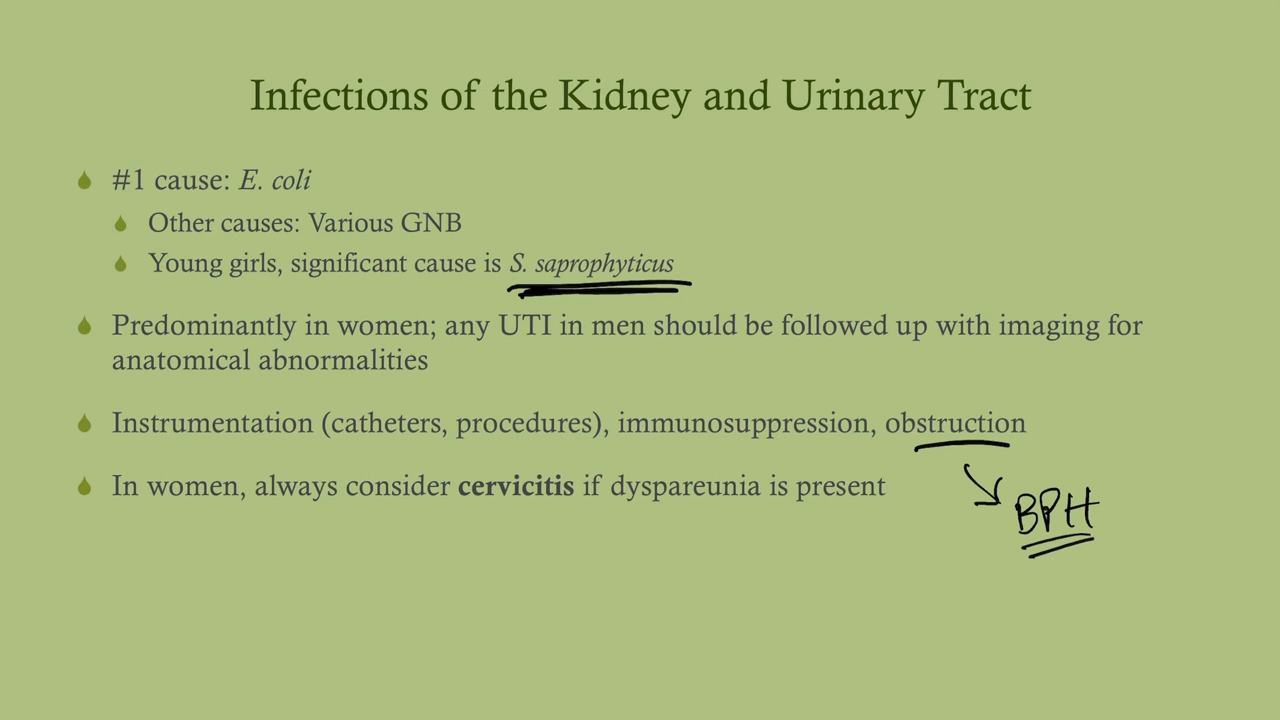 Infections of the Kidney and Urinary Tract
#1 cause: E. coli
Other causes: Various GNB
Young girls, significant cause is S. saprophyticus
Predominantly in women; any UTI in men should be followed up with imaging for
anatomical abnormalities
Instrumentation (catheters, procedures), immunosuppression, obstruction
In women, always consider cervicitis if dyspareunia is present
BPH